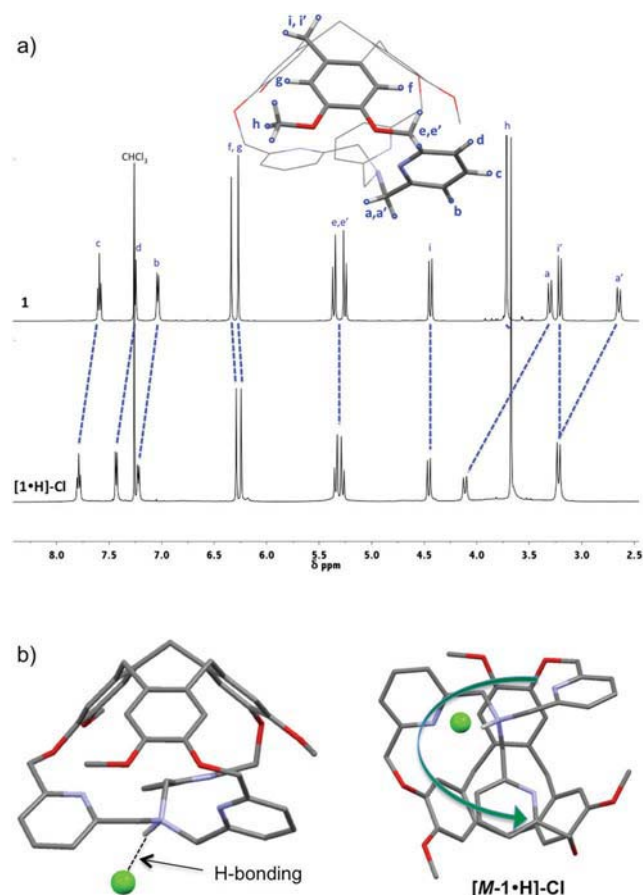 a)
i, i'
g
f
h
e,e'
d
c
b
a,a'
CHCl3
f, g
h
c
d
b
e,e'
i
a
i'
a'
1
[1•H]-Cl
8.0 7.5 7.0 6.5 6.0 5.5 5.0 4.5 4.0 3.5 3.0 2.5
δ ppm
b)
H-bonding
[M-1•H]-Cl